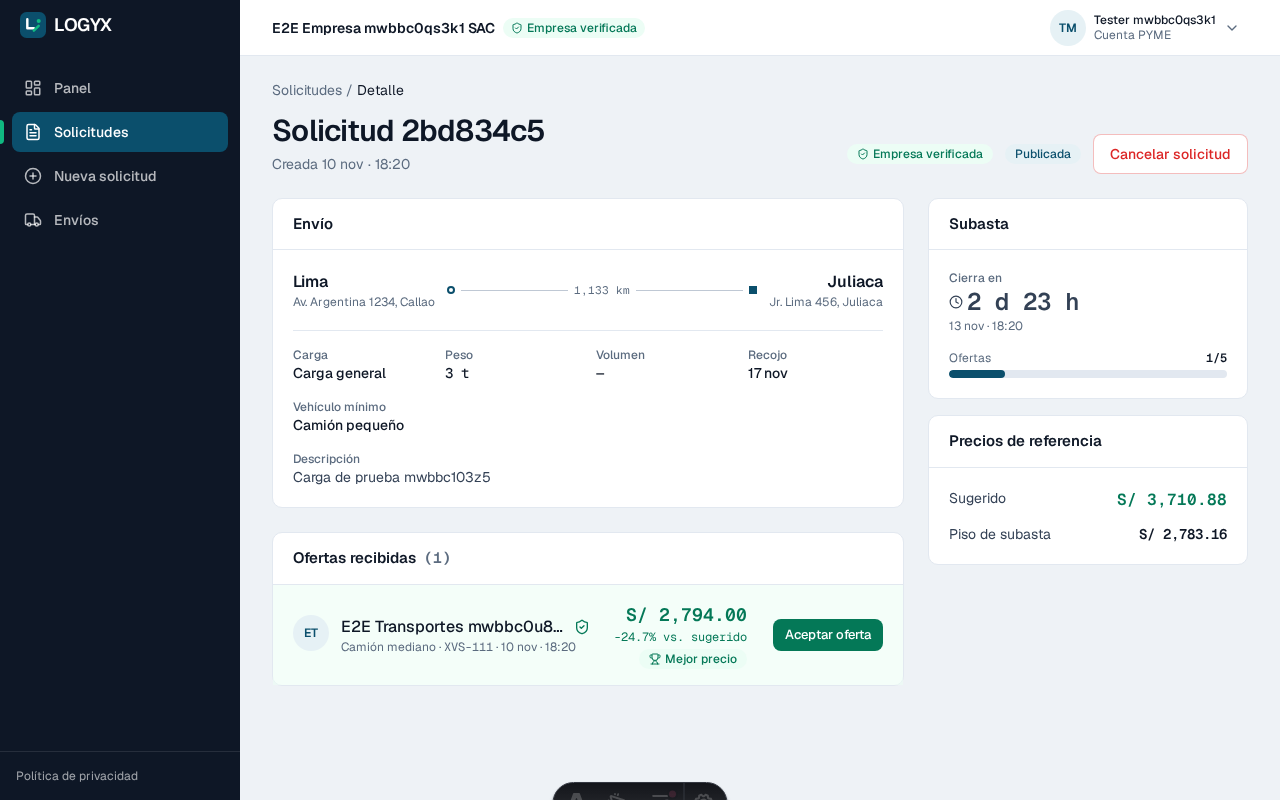 LOGYX
Panel
Solicitudes
Nueva solicitud
Envíos
Política de privacidad
E2E Empresa mwbbc0qs3k1 SAC
Empresa verificada
TM
Tester mwbbc0qs3k1
Cuenta PYME
Solicitudes / Detalle
Solicitud 2bd834c5
Creada 10 nov · 18:20
Empresa verificada
Publicada
Cancelar solicitud
Envío
Lima
Av. Argentina 1234, Callao
1,133 km
Juliaca
Jr. Lima 456, Juliaca
Carga
Carga general
Peso
3 t
Volumen
—
Recojo
17 nov
Vehículo mínimo
Camión pequeño
Descripción
Carga de prueba mwbbc103z5
Ofertas recibidas (1)
ET
E2E Transportes mwbbc0u8…
Camión mediano · XVS-111 · 10 nov · 18:20
S/ 2,794.00
-24.7% vs. sugerido
Mejor precio
Aceptar oferta
Subasta
Cierra en
2 d 23 h
13 nov · 18:20
Ofertas
1/5
Precios de referencia
Sugerido
S/ 3,710.88
Piso de subasta
S/ 2,783.16